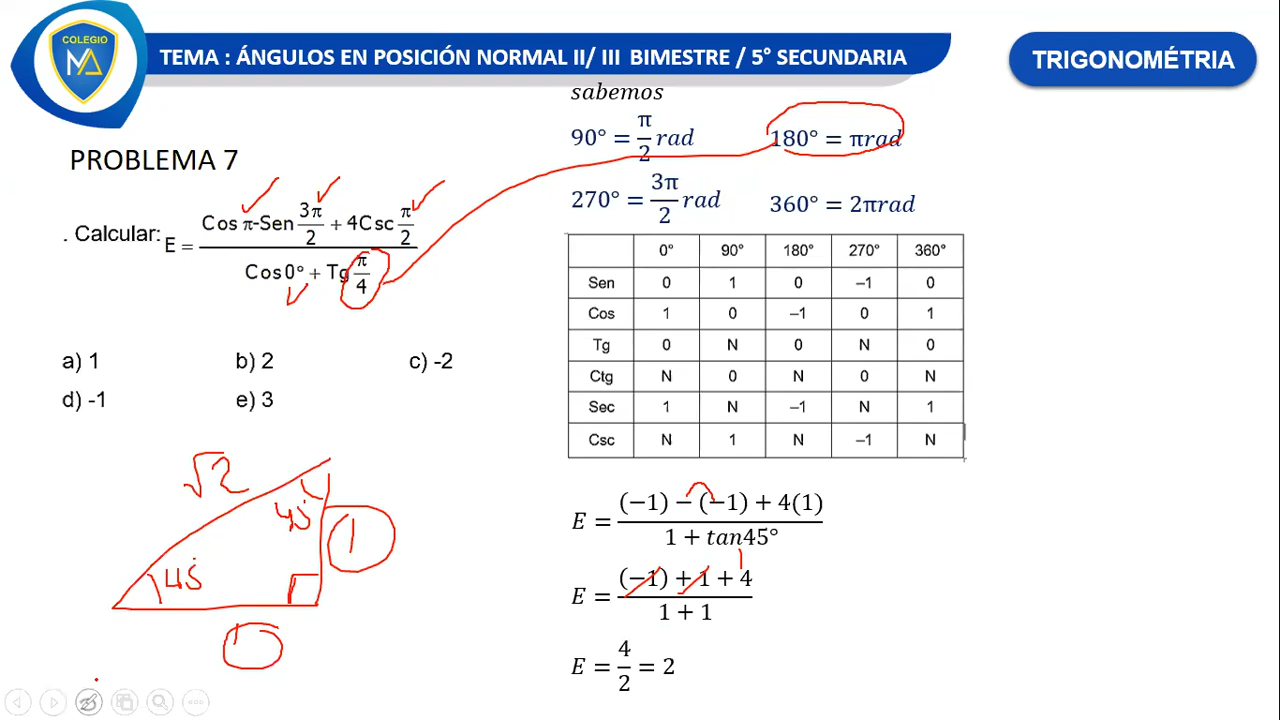 COLEGIO
MA
TEMA : ÁNGULOS EN POSICIÓN NORMAL II/ III BIMESTRE / 5° SECUNDARIA
TRIGONOMÉTRIA
PROBLEMA 7
. Calcular: E = (Cos π-Sen 3π/2 + 4Csc π/2) / (Cos0° + Tg π/4)
a) 1 b) 2 c) -2
d) -1 e) 3
√2
45
45
1
1
sabemos
90° = π/2 rad 180° = πrad
270° = 3π/2 rad 360° = 2πrad
0° 90° 180° 270° 360°
Sen 0 1 0 –1 0
Cos 1 0 –1 0 1
Tg 0 N 0 N 0
Ctg N 0 N 0 N
Sec 1 N –1 N 1
Csc N 1 N –1 N
E = ((−1) − (−1) + 4(1)) / (1 + tan45°)
E = ((−1) + 1 + 4) / (1 + 1)
E = 4/2 = 2